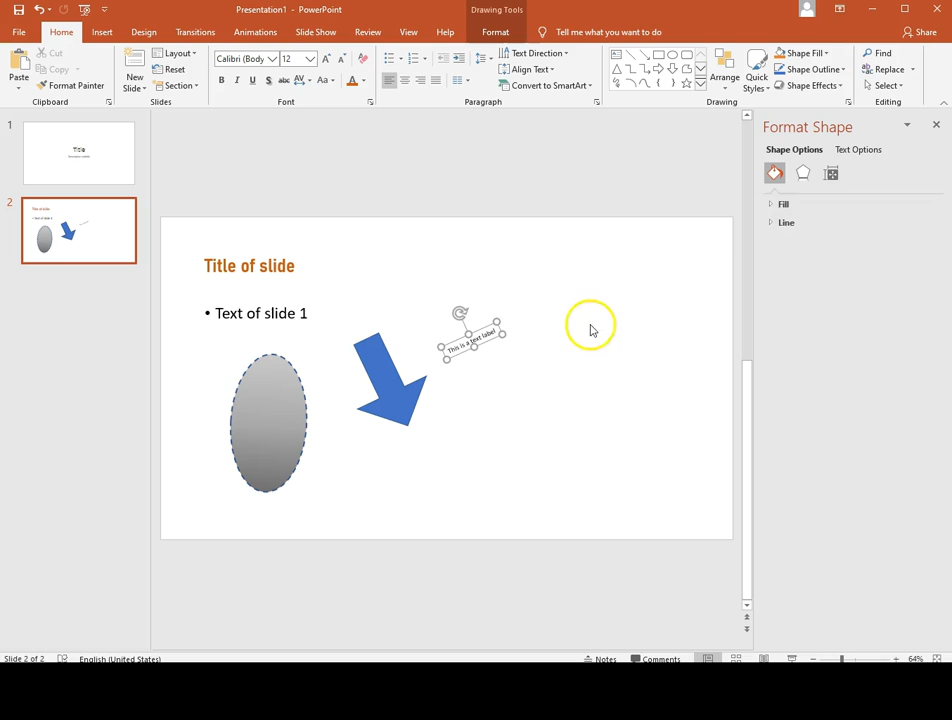 Presentation1 - PowerPoint
Drawing Tools
File
Home
Insert
Design
Transitions
Animations
Slide Show
Review
View
Help
Format
Tell me what you want to do
Share
Paste
Cut
Copy
Format Painter
Clipboard
New
Slide
Layout
Reset
Section
Slides
Calibri (Body
12
B I U S abc AV Aa A
Font
Text Direction
Align Text
Convert to SmartArt
Paragraph
Arrange
Quick
Styles
Shape Fill
Shape Outline
Shape Effects
Drawing
Find
Replace
Select
Editing
1
Title
2
Title of slide
• Text of slide 1
Title of slide
• Text of slide 1
This is a text label
Format Shape
Shape Options
Text Options
Fill
Line
Slide 2 of 2
English (United States)
Notes
Comments
64%